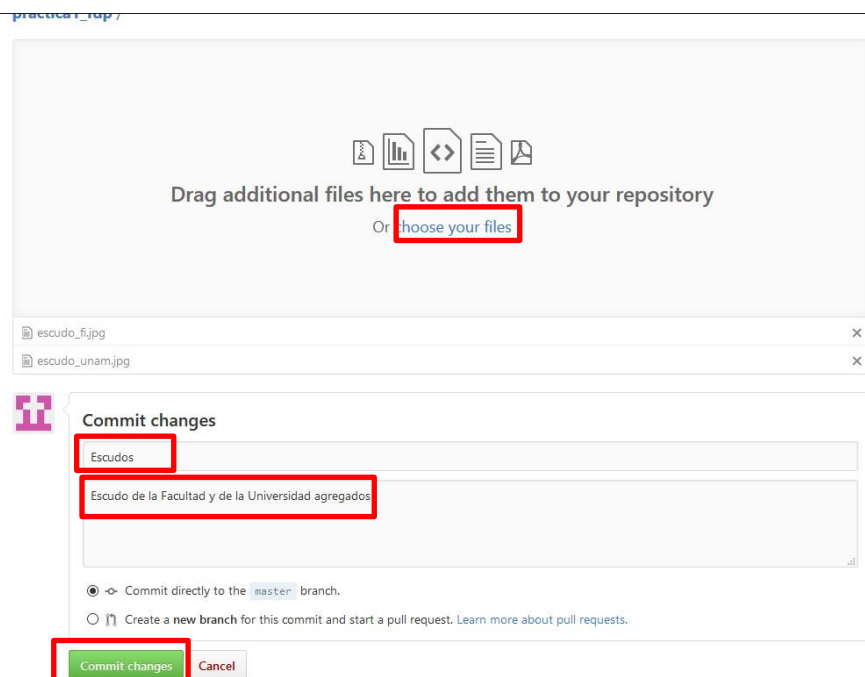 practica1_fdp /
Drag additional files here to add them to your repository
Or choose your files
escudo_fi.jpg
escudo_unam.jpg
Commit changes
Escudos
Escudo de la Facultad y de la Universidad agregados
Commit directly to the master branch.
Create a new branch for this commit and start a pull request. Learn more about pull requests.
Commit changes Cancel